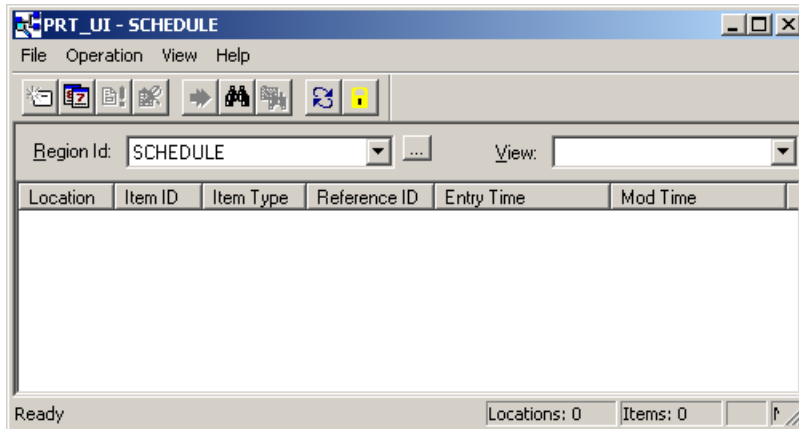 PRT_UI - SCHEDULE
File Operation View Help
Region Id: SCHEDULE ... View:
Location Item ID Item Type Reference ID Entry Time Mod Time
Ready Locations: 0 Items: 0